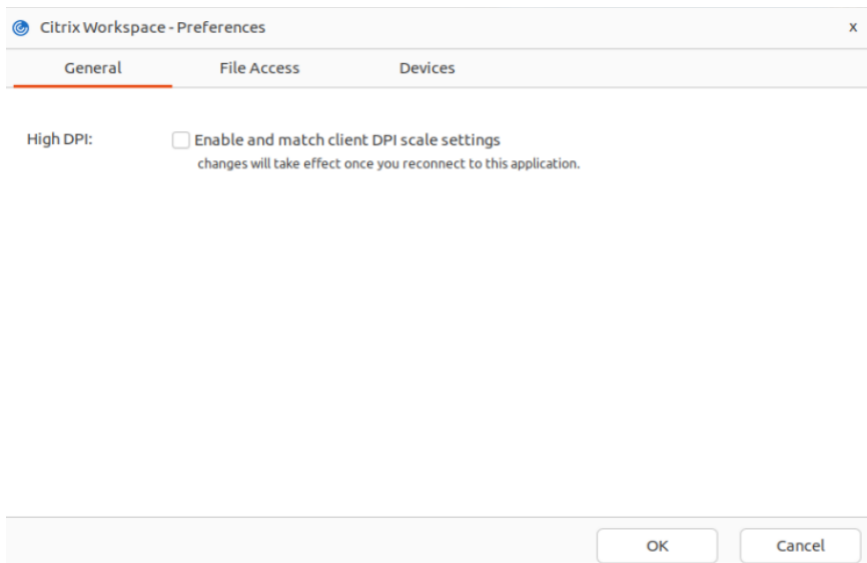 Citrix Workspace - Preferences x
General File Access Devices
High DPI: Enable and match client DPI scale settings
changes will take effect once you reconnect to this application.
OK Cancel